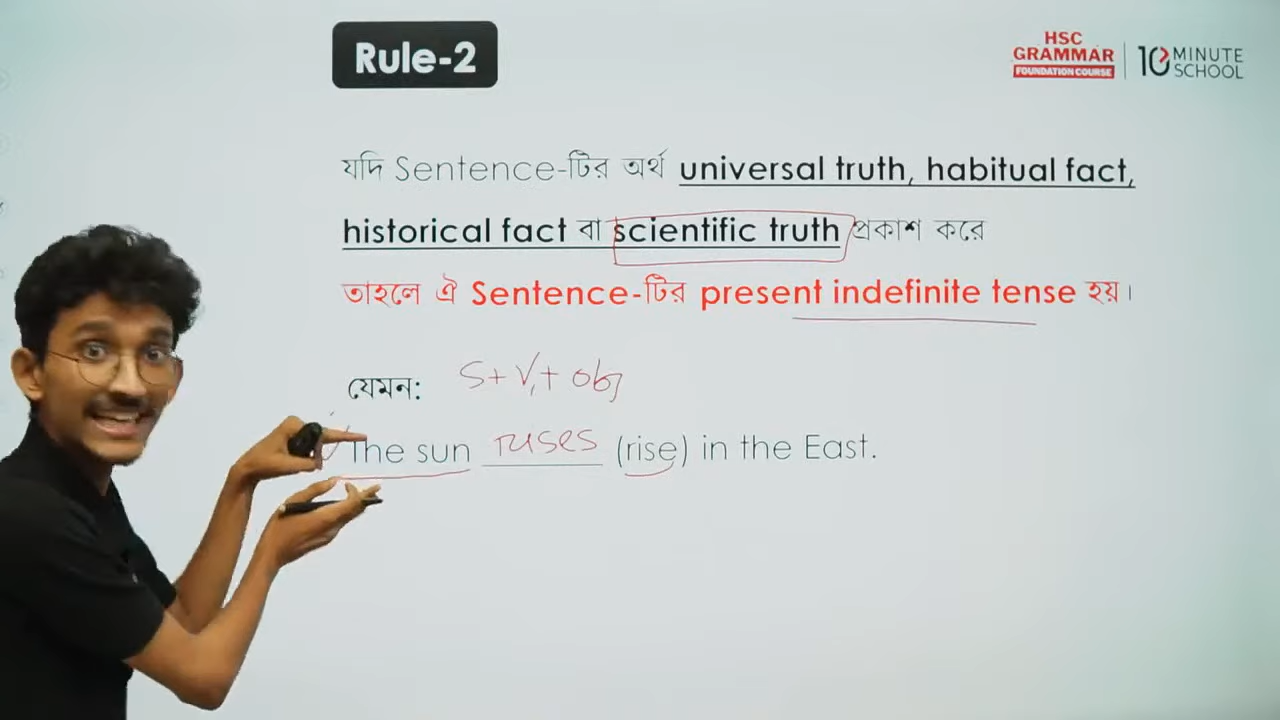 Rule-2
HSC
GRAMMAR
FOUNDATION COURSE
10 MINUTE
SCHOOL
যদি Sentence-টির অর্থ universal truth, habitual fact,
historical fact বা scientific truth প্রকাশ করে
তাহলে ঐ Sentence-টির present indefinite tense হয়।
যেমন: S + V₁ + obj
The sun rises (rise) in the East.